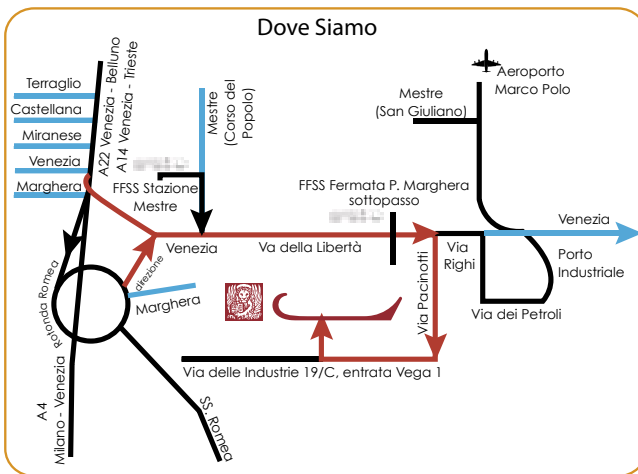 Dove Siamo
Terraglio
Castellana
Miranese
Venezia
Marghera
A22 Venezia - Belluno
A14 Venezia - Trieste
Mestre
(Corso del
Popolo)
Mestre
(San Giuliano)
Aeroporto
Marco Polo
FFSS Stazione
Mestre
FFSS Fermata P. Marghera
sottopasso
Venezia
Va della Libertà
Via
Righi
Venezia
Porto
Industriale
Via dei Petroli
Via Pacinotti
direzione
Marghera
Rotonda Romea
Via delle Industrie 19/C, entrata Vega 1
A4
Milano - Venezia
SS. Romea